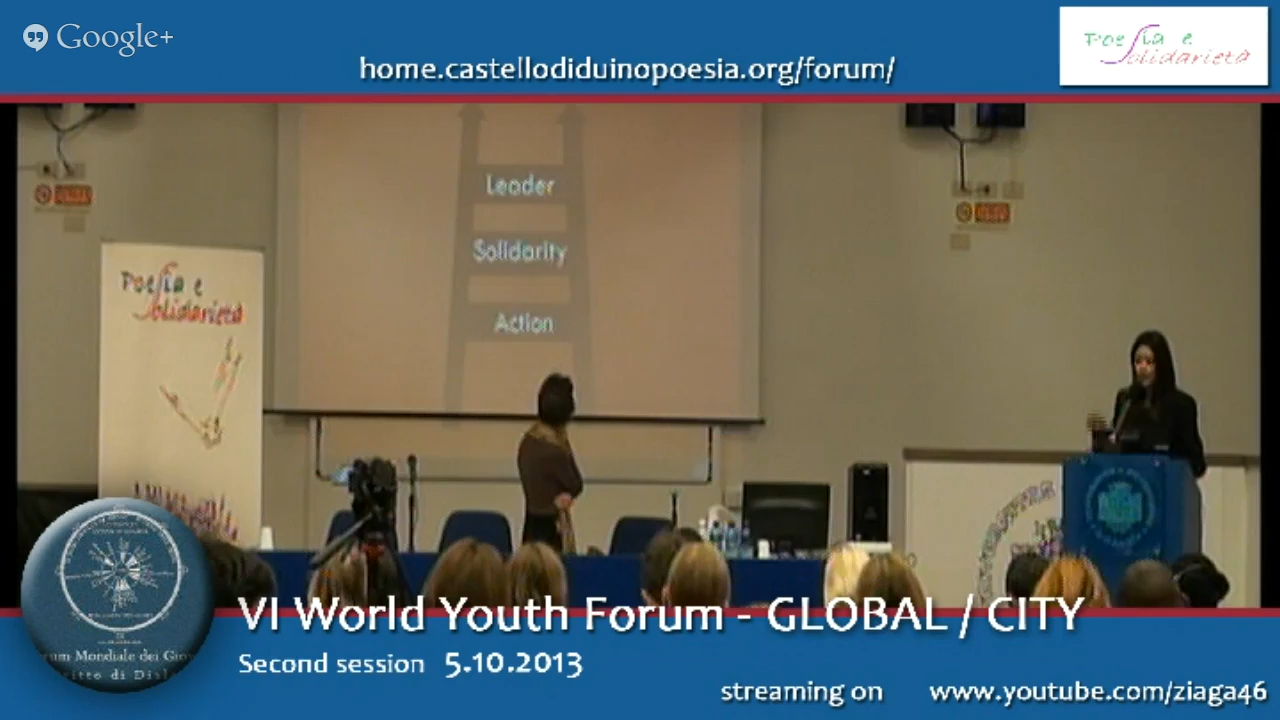 Google+
home.castellodiduinopoesia.org/forum/
Poesia e
Solidarietà
Leader
Solidarity
Action
Poesia e
Solidarietà
VI World Youth Forum - GLOBAL / CITY
Second session 5.10.2013
streaming on www.youtube.com/ziaga46